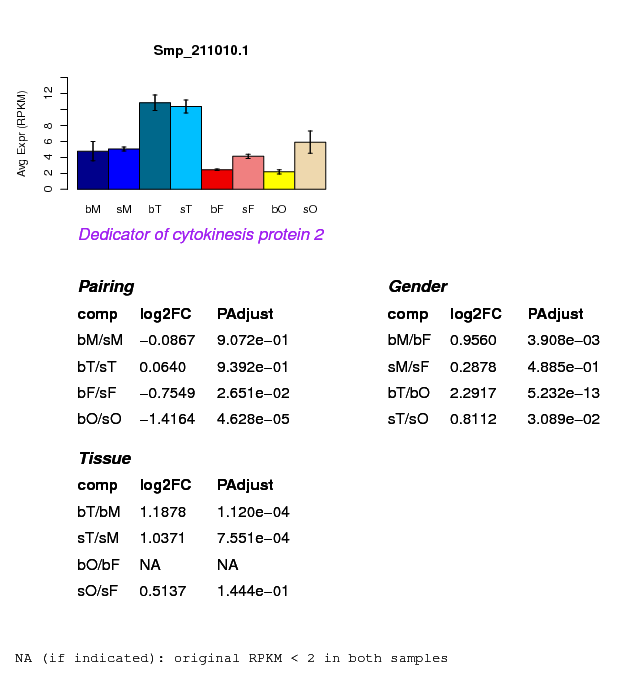 Smp_211010.1
Avg Expr (RPKM)
12
8
6
4
2
0
bM sM bT sT bF sF bO sO
Dedicator of cytokinesis protein 2
Pairing
comp log2FC PAdjust
bM/sM −0.0867 9.072e−01
bT/sT 0.0640 9.392e−01
bF/sF −0.7549 2.651e−02
bO/sO −1.4164 4.628e−05
Gender
comp log2FC PAdjust
bM/bF 0.9560 3.908e−03
sM/sF 0.2878 4.885e−01
bT/bO 2.2917 5.232e−13
sT/sO 0.8112 3.089e−02
Tissue
comp log2FC PAdjust
bT/bM 1.1878 1.120e−04
sT/sM 1.0371 7.551e−04
bO/bF NA NA
sO/sF 0.5137 1.444e−01
NA (if indicated): original RPKM < 2 in both samples